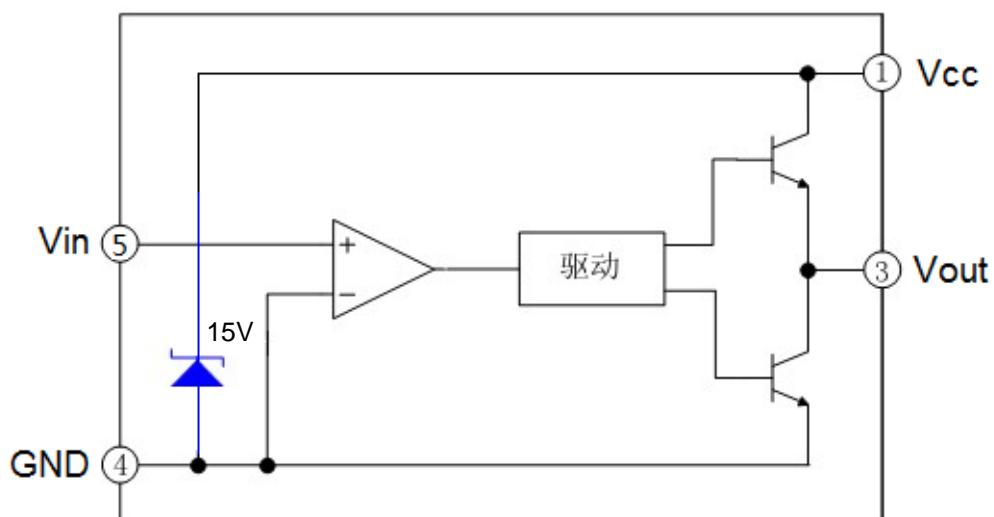 ① Vcc
Vin ⑤
+
驱动
−
③ Vout
15V
GND ④